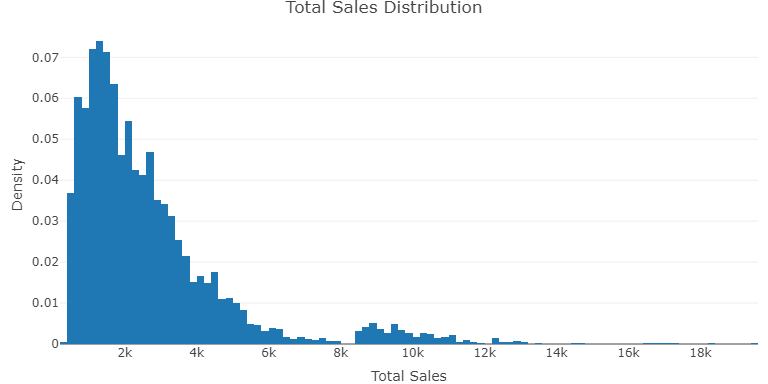 Total Sales Distribution
0.07
0.06
0.05
0.04
0.03
0.02
0.01
0
Density
2k 4k 6k 8k 10k 12k 14k 16k 18k
Total Sales